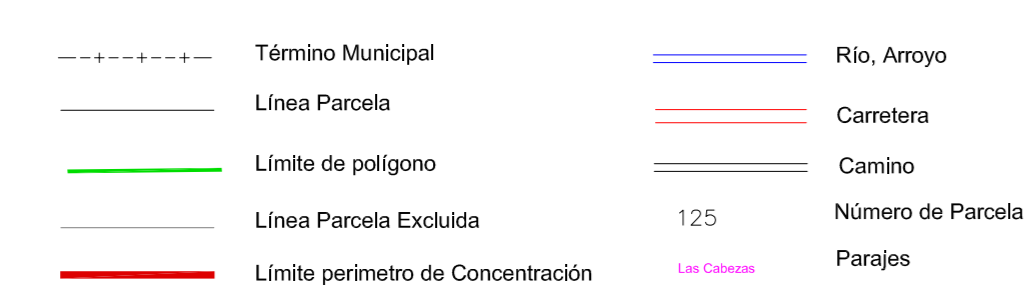 Término Municipal
Línea Parcela
Límite de polígono
Línea Parcela Excluida
Límite perimetro de Concentración
Río, Arroyo
Carretera
Camino
125 Número de Parcela
Las Cabezas Parajes